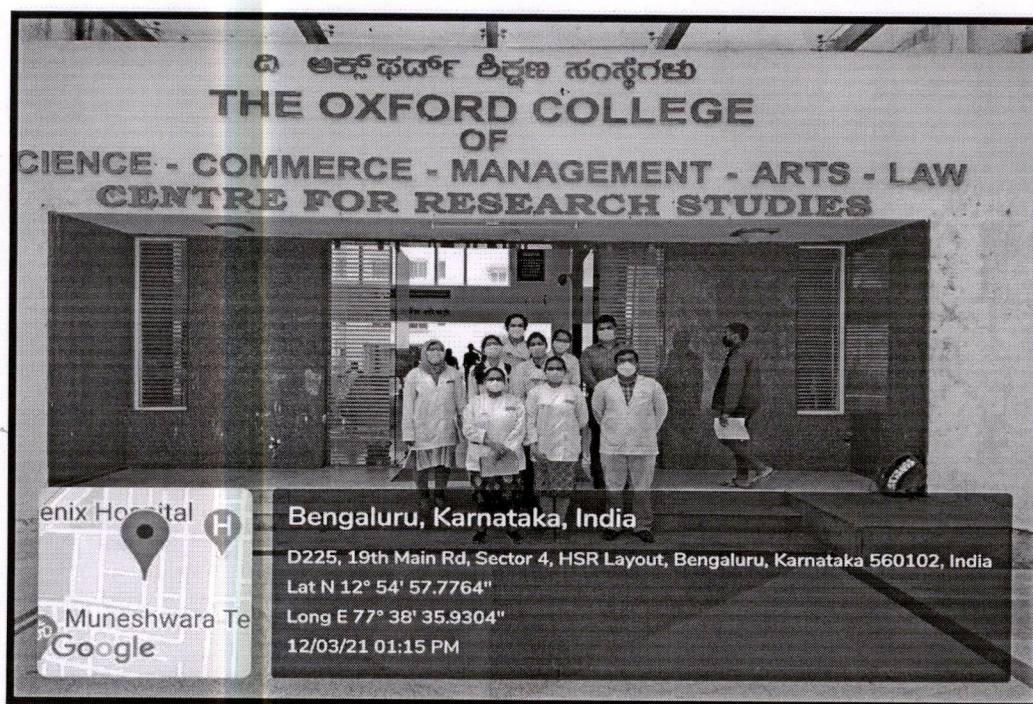 ದಿ ಆಕ್ಸ್‌ಫರ್ಡ್ ಶಿಕ್ಷಣ ಸಂಸ್ಥೆಗಳು
THE OXFORD COLLEGE
OF
CIENCE - COMMERCE - MANAGEMENT - ARTS - LAW
CENTRE FOR RESEARCH STUDIES
enix Hospital
H
Muneshwara Te
Google
Bengaluru, Karnataka, India
D225, 19th Main Rd, Sector 4, HSR Layout, Bengaluru, Karnataka 560102, India
Lat N 12° 54' 57.7764"
Long E 77° 38' 35.9304"
12/03/21 01:15 PM